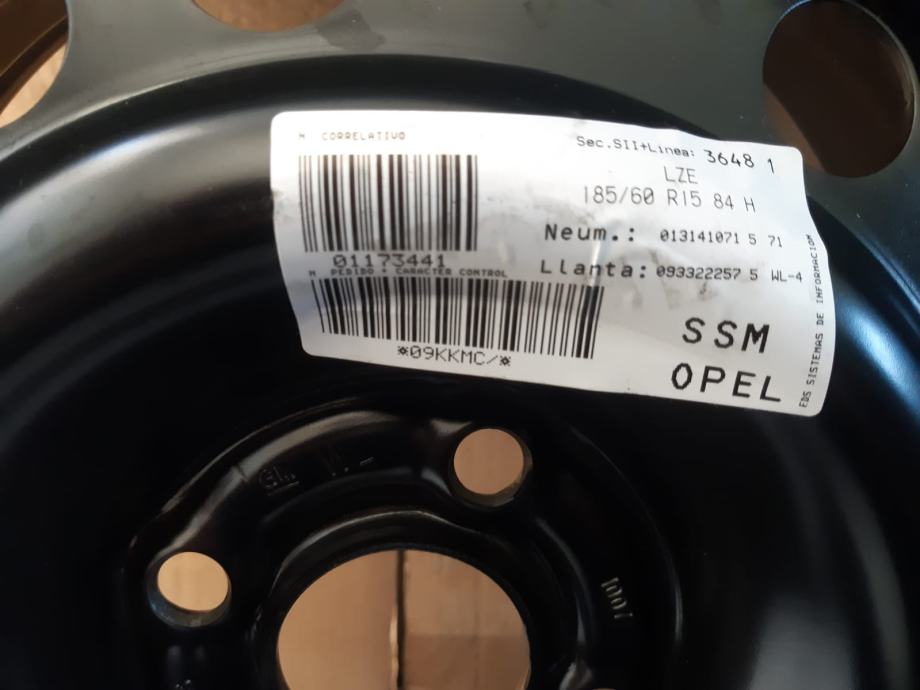 N CORRELATIVO
Sec.SII+Linea: 3648 1
LZE
185/60 R15 84 H
Neum.: 013141071 5 71
01173441
Llanta: 093322257 5 WL-4
N PEDIDO + CARACTER CONTROL
*09KKMC/*
SSM
OPEL
EDS SISTEMAS DE INFORMACION
GM